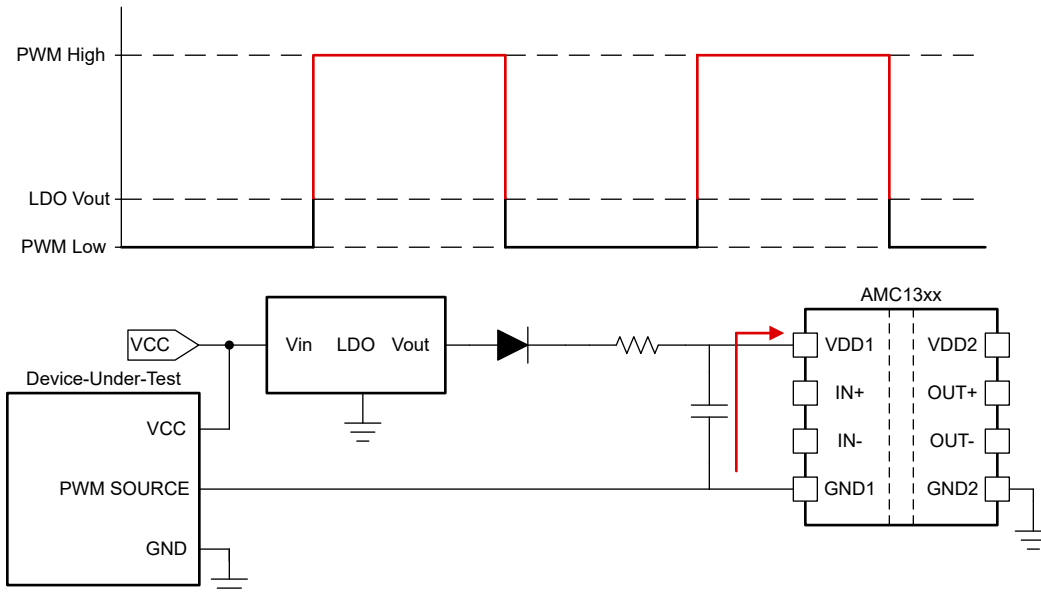 PWM High
LDO Vout
PWM Low
AMC13xx
VCC
Vin LDO Vout
VDD1 VDD2
Device-Under-Test
IN+ OUT+
VCC
IN- OUT-
PWM SOURCE
GND1 GND2
GND